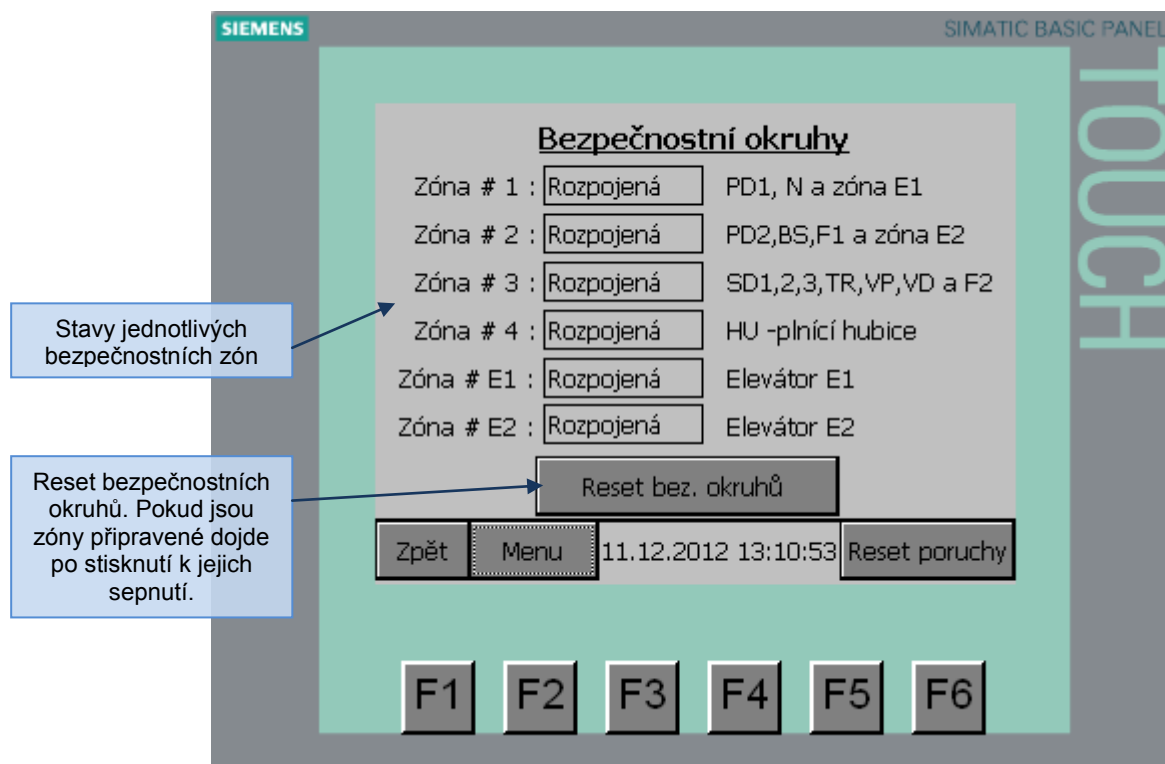 SIEMENS
SIMATIC BASIC PANEL
TOUCH
Bezpečnostní okruhy
Zóna # 1 : Rozpojená PD1, N a zóna E1
Zóna # 2 : Rozpojená PD2,BS,F1 a zóna E2
Zóna # 3 : Rozpojená SD1,2,3,TR,VP,VD a F2
Zóna # 4 : Rozpojená HU -plnící hubice
Zóna # E1 : Rozpojená Elevátor E1
Zóna # E2 : Rozpojená Elevátor E2
Reset bez. okruhů
Zpět Menu 11.12.2012 13:10:53 Reset poruchy
F1 F2 F3 F4 F5 F6
Stavy jednotlivých
bezpečnostních zón
Reset bezpečnostních
okruhů. Pokud jsou
zóny připravené dojde
po stisknutí k jejich
sepnutí.